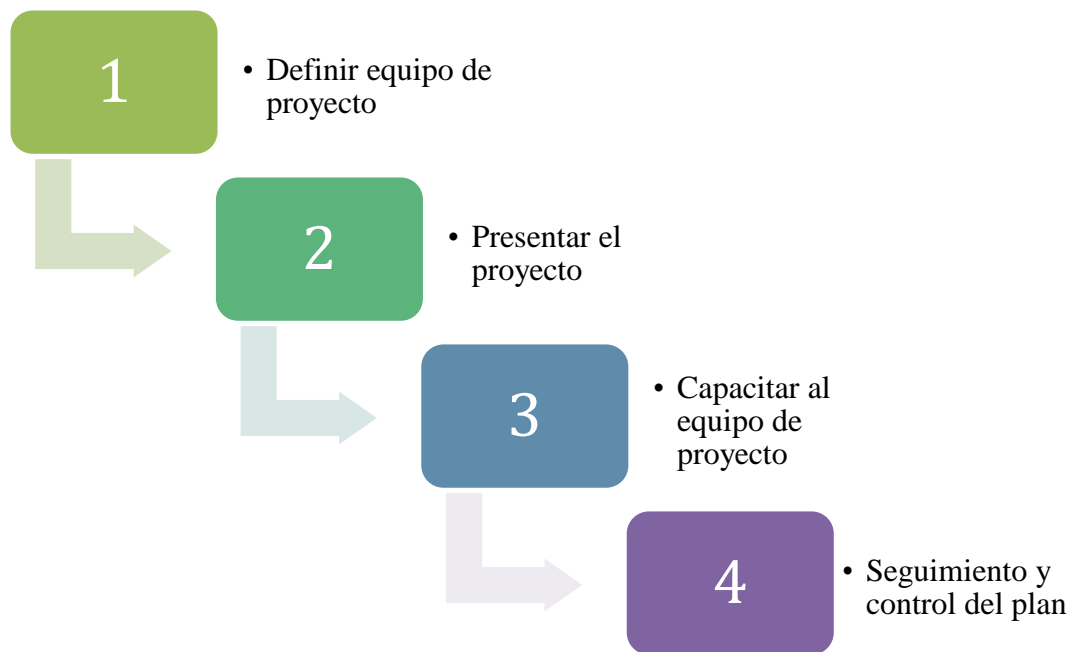 1
• Definir equipo de
proyecto
2
• Presentar el
proyecto
3
• Capacitar al
equipo de
proyecto
4
• Seguimiento y
control del plan